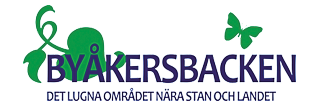 BYÅKERSBACKEN
DET LUGNA OMRÅDET NÄRA STAN OCH LANDET